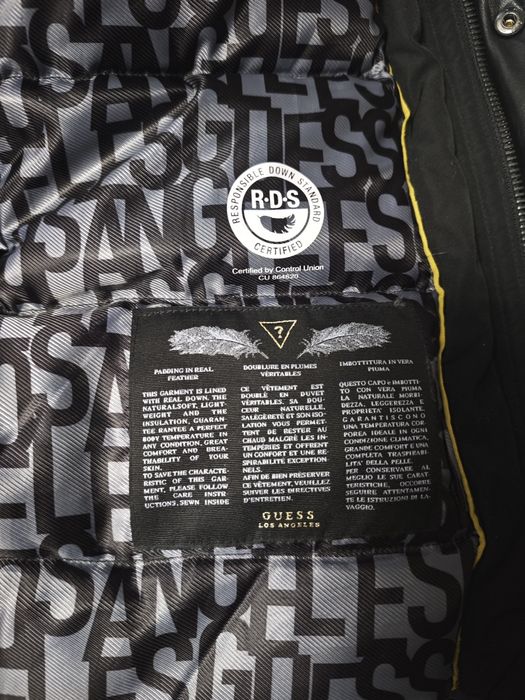 RESPONSIBLE DOWN STANDARD
R·D·S
CERTIFIED
Certified by Control Union
CU 864620
?
PADDING IN REAL
FEATHER
THIS GARMENT IS LINED
WITH REAL DOWN, THE
NATURALSOFT, LIGHT-
WEIGHT AND THE
INSULATION, GUARAN-
TEE RANTEE A PERFECT
BODY TEMPERATURE IN
ANY CONDITION, GREAT
COMFORT AND BREA-
THABILITY OF YOUR
SKIN.
TO SAVE THE CHARACTE-
RISTIC OF THIS GAR-
MENT, PLEASE FOLLOW
THE CARE INSTR-
UCTIONS, SEWN INSIDE
DOUBLURE EN PLUMES
VÉRITABLES
CE VÊTEMENT EST
DOUBLÉ EN DUVET
VÉRITABLES. SA DOU-
CEUR NATURELLE,
SALÉGÈRETÉ ET SON ISO-
LATION VOUS PERMET-
TENT DE RESTER AU
CHAUD MALGRÉ LES IN-
TEMPÉRIES ET OFFRENT
UN CONFORT ET UNE RE-
SPIRABILITE EXCEPTION
NELS.
AFIN DE BIEN PRÉSERVER
CE VÊTEMENT, VEUILLEZ
SUIVRE LES DIRECTIVES
D'ENTRETIEN.
IMBOTTITURA IN VERA
PIUMA
QUESTO CAPO e IMBOTTI-
TO CON VERA PIUMA
LA NATURALE MORBI-
DEZZA, LEGGEREZZA E
PROPRIETA' ISOLANTE.
GARANTISCONO
UNA TEMPERATURA COR-
POREA IDEALE IN OGNI
CONDIZIONE CLIMATICA,
GRANDE COMFORT E UNA
COMPLETA TRASPIRABI-
LITA' DELLA PELLE.
PER CONSERVARE AL
MEGLIO LE SUE CARAT-
TERISTICHE, OCCORRE
SEGUIRE ATTENTAMEN-
TE LE ISTRUZIONI DI LA-
VAGGIO.
GUESS
LOS ANGELES